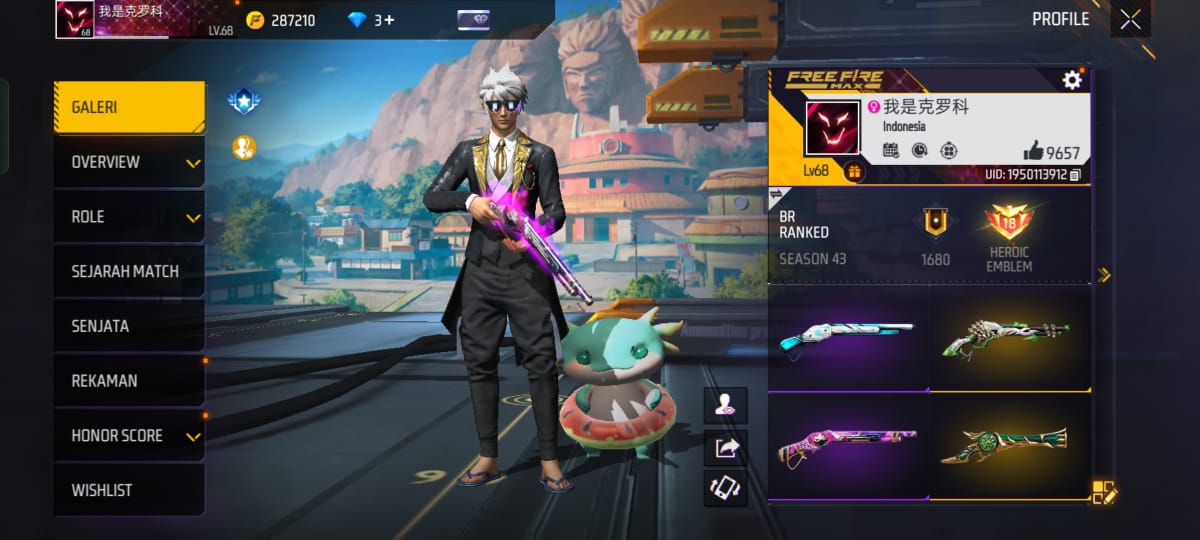 68
我是克罗科
LV.68
287210
3+
PROFILE
GALERI
OVERVIEW
ROLE
SEJARAH MATCH
SENJATA
REKAMAN
HONOR SCORE
WISHLIST
9
FREE FIRE
MAX
我是克罗科
Indonesia
9657
Lv68
UID: 1950113912
BR
RANKED
SEASON 43
1680
18
HEROIC
EMBLEM